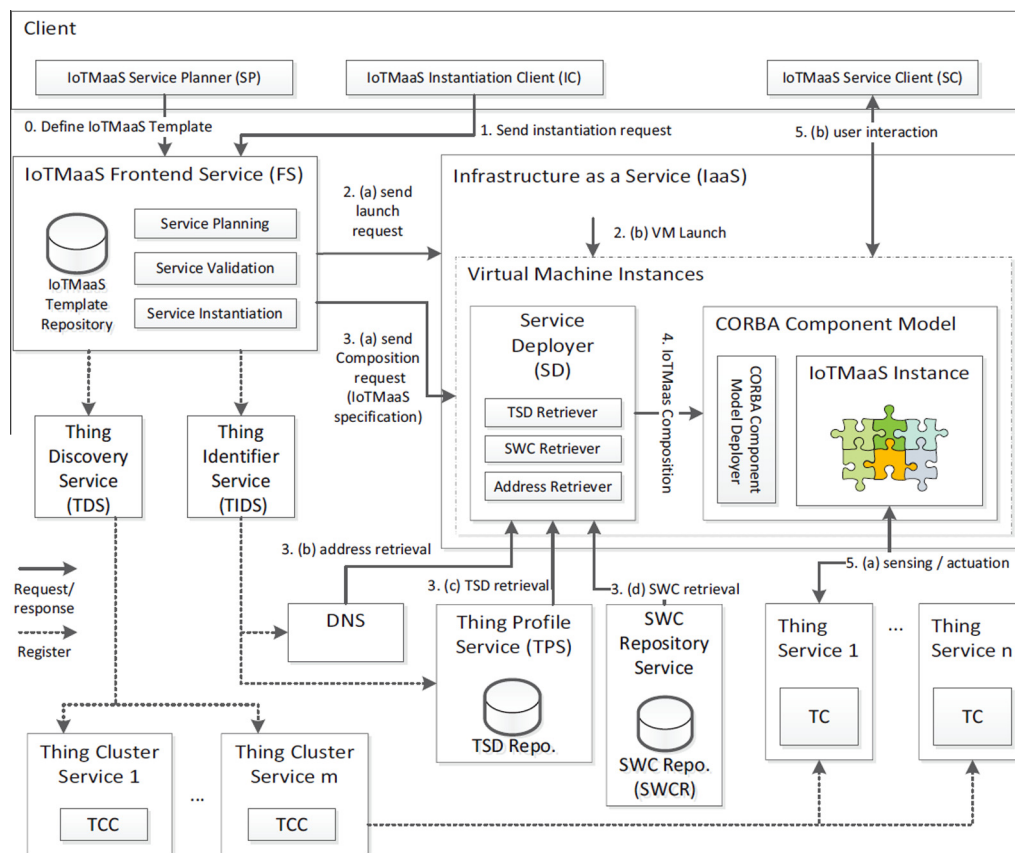 Client
IoTMaaS Service Planner (SP)
IoTMaaS Instantiation Client (IC)
IoTMaaS Service Client (SC)
0. Define IoTMaaS Template
1. Send instantiation request
5. (b) user interaction
IoTMaaS Frontend Service (FS)
Service Planning
Service Validation
Service Instantiation
IoTMaaS
Template
Repository
2. (a) send
launch
request
Infrastructure as a Service (IaaS)
2. (b) VM Launch
Virtual Machine Instances
3. (a) send
Composition
request
(IoTMaaS
specification)
Service
Deployer
(SD)
TSD Retriever
SWC Retriever
Address Retriever
4. IoTMaas
Composition
CORBA Component Model
CORBA Component
Model Deployer
IoTMaaS Instance
Thing
Discovery
Service
(TDS)
Thing
Identifier
Service
(TIDS)
3. (b) address retrieval
3. (c) TSD retrieval
3. (d) SWC retrieval
5. (a) sensing / actuation
Request/
response
Register
DNS
Thing Profile
Service (TPS)
TSD Repo.
SWC
Repository
Service
SWC Repo.
(SWCR)
Thing
Service 1
TC
...
Thing
Service n
TC
Thing Cluster
Service 1
TCC
...
Thing Cluster
Service m
TCC